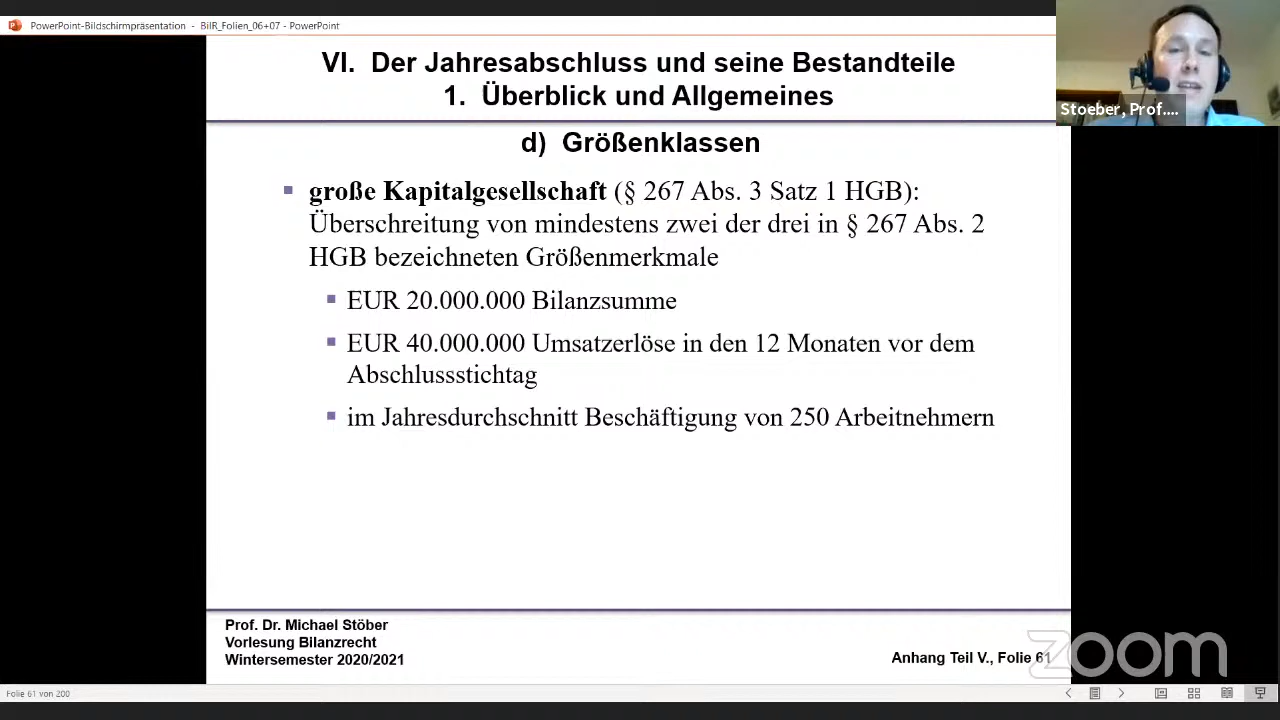 PowerPoint-Bildschirmpräsentation - BilR_Folien_06+07 - PowerPoint
VI. Der Jahresabschluss und seine Bestandteile
1. Überblick und Allgemeines
Stoeber, Prof....
d) Größenklassen
große Kapitalgesellschaft (§ 267 Abs. 3 Satz 1 HGB):
Überschreitung von mindestens zwei der drei in § 267 Abs. 2
HGB bezeichneten Größenmerkmale
EUR 20.000.000 Bilanzsumme
EUR 40.000.000 Umsatzerlöse in den 12 Monaten vor dem
Abschlussstichtag
im Jahresdurchschnitt Beschäftigung von 250 Arbeitnehmern
Prof. Dr. Michael Stöber
Vorlesung Bilanzrecht
Wintersemester 2020/2021
Anhang Teil V., Folie 61
zoom
Folie 61 von 200